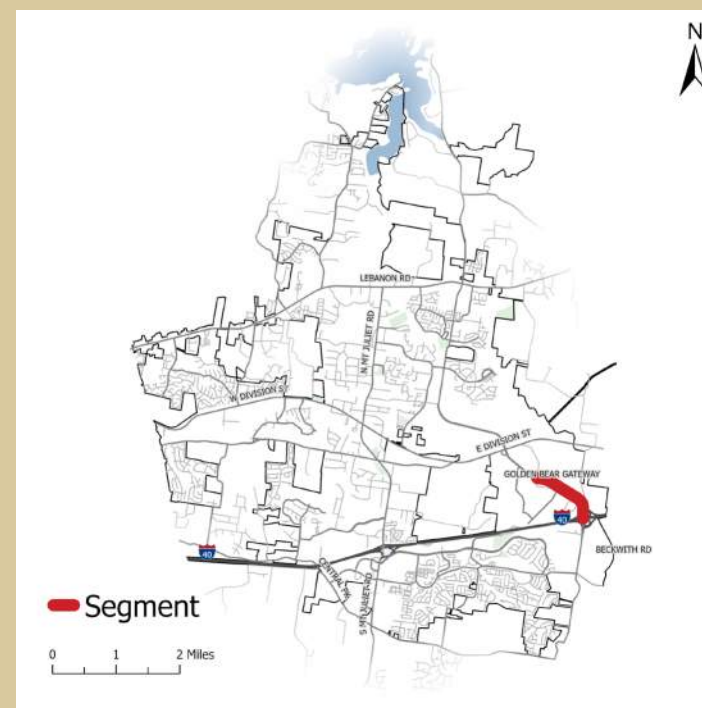 N
LEBANON RD
N MT JULIET RD
W DIVISION ST
E DIVISION ST
GOLDEN BEAR GATEWAY
40
BECKWITH RD
40
CENTRAL PK
S MT JULIET RD
Segment
0 1 2 Miles